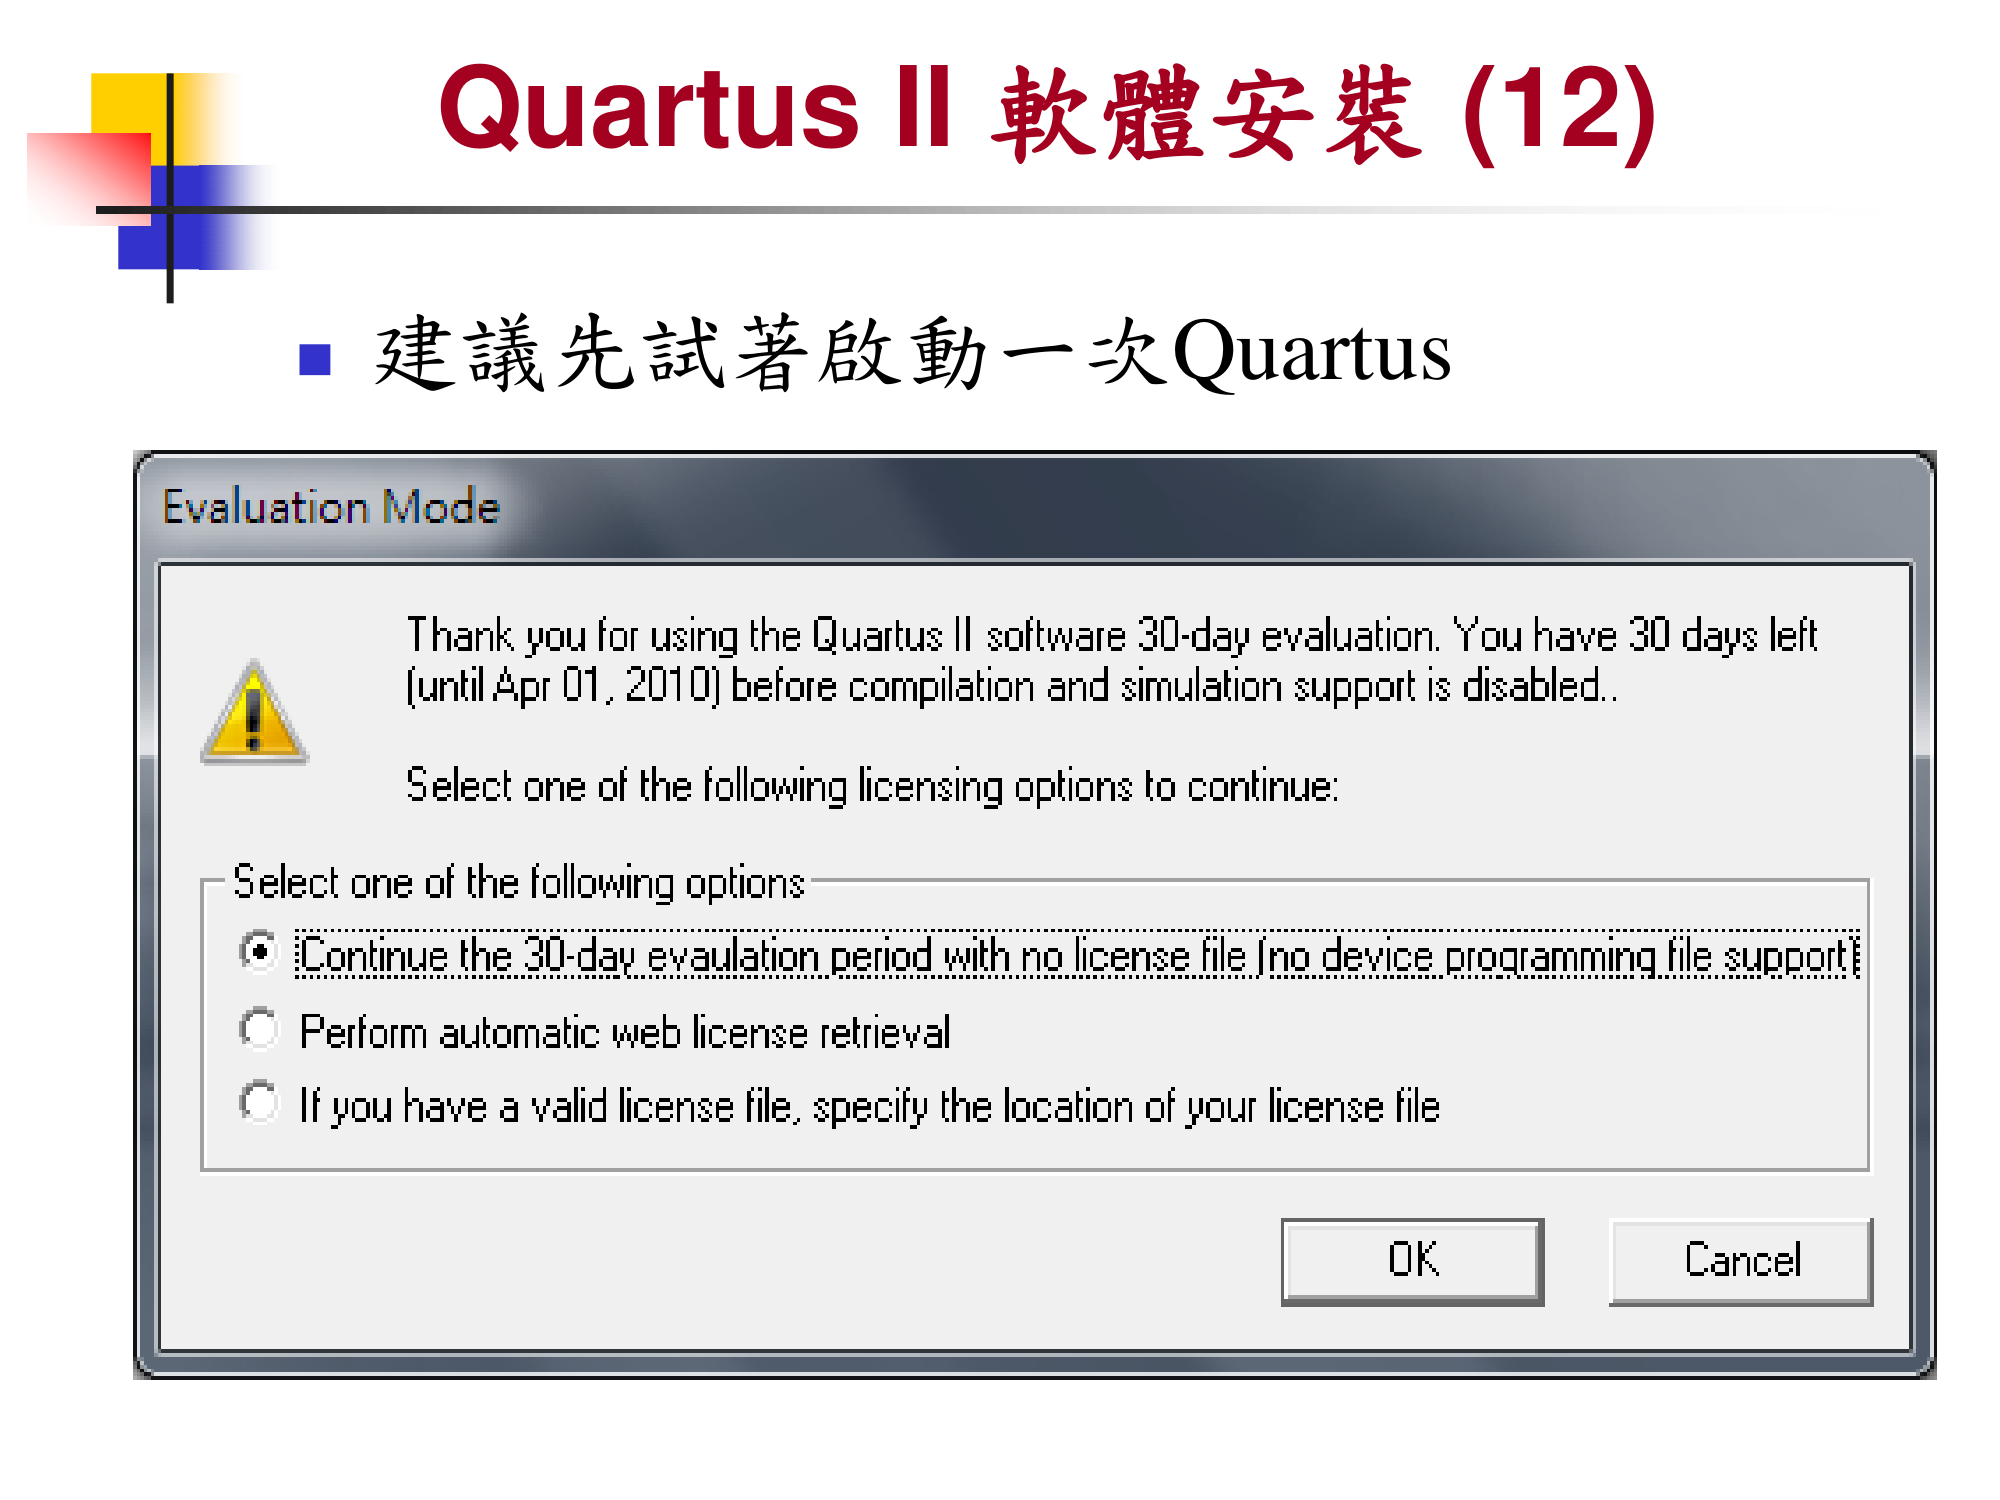 Quartus II 軟體安裝 (12)
建議先試著啟動一次Quartus
Evaluation Mode
Thank you for using the Quartus II software 30-day evaluation. You have 30 days left
(until Apr 01, 2010) before compilation and simulation support is disabled..
Select one of the following licensing options to continue:
Select one of the following options
Continue the 30-day evaulation period with no license file (no device programming file support)
Perform automatic web license retrieval
If you have a valid license file, specify the location of your license file
OK Cancel